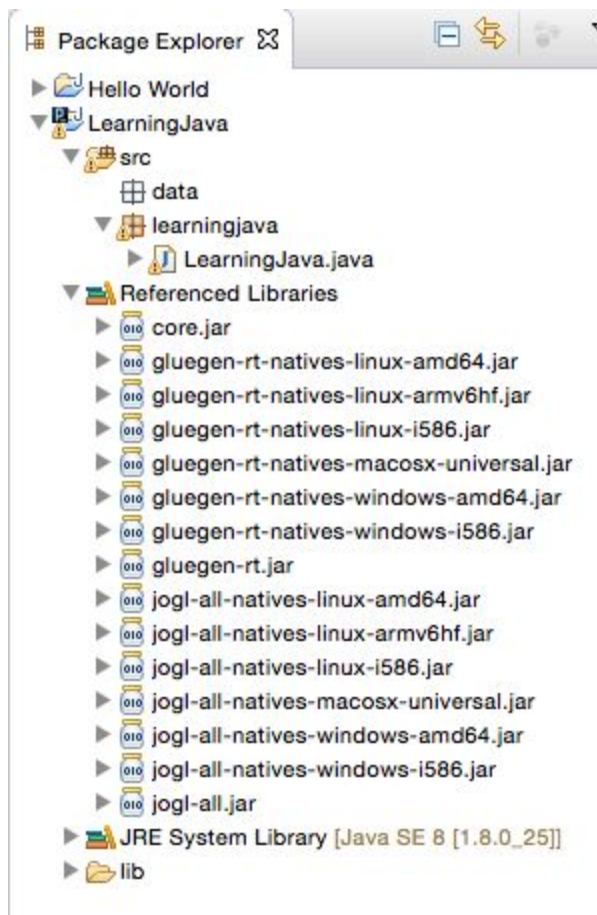 Package Explorer
Hello World
LearningJava
src
data
learningjava
LearningJava.java
Referenced Libraries
core.jar
gluegen-rt-natives-linux-amd64.jar
gluegen-rt-natives-linux-armv6hf.jar
gluegen-rt-natives-linux-i586.jar
gluegen-rt-natives-macosx-universal.jar
gluegen-rt-natives-windows-amd64.jar
gluegen-rt-natives-windows-i586.jar
gluegen-rt.jar
jogl-all-natives-linux-amd64.jar
jogl-all-natives-linux-armv6hf.jar
jogl-all-natives-linux-i586.jar
jogl-all-natives-macosx-universal.jar
jogl-all-natives-windows-amd64.jar
jogl-all-natives-windows-i586.jar
jogl-all.jar
JRE System Library [Java SE 8 [1.8.0_25]]
lib